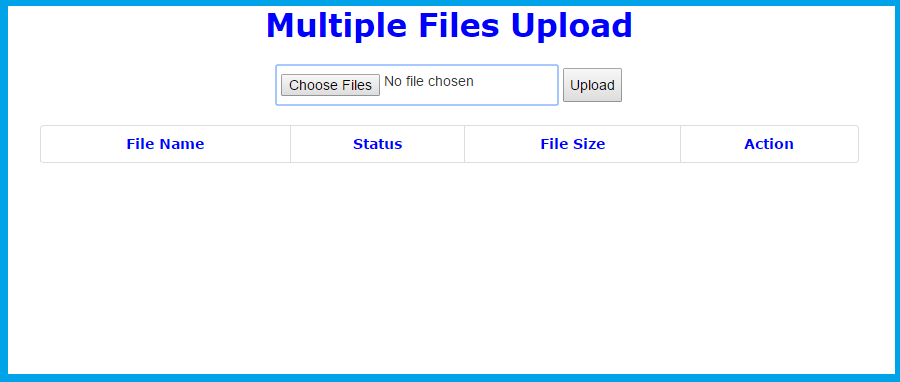 Multiple Files Upload
Choose Files No file chosen Upload
File Name Status File Size Action